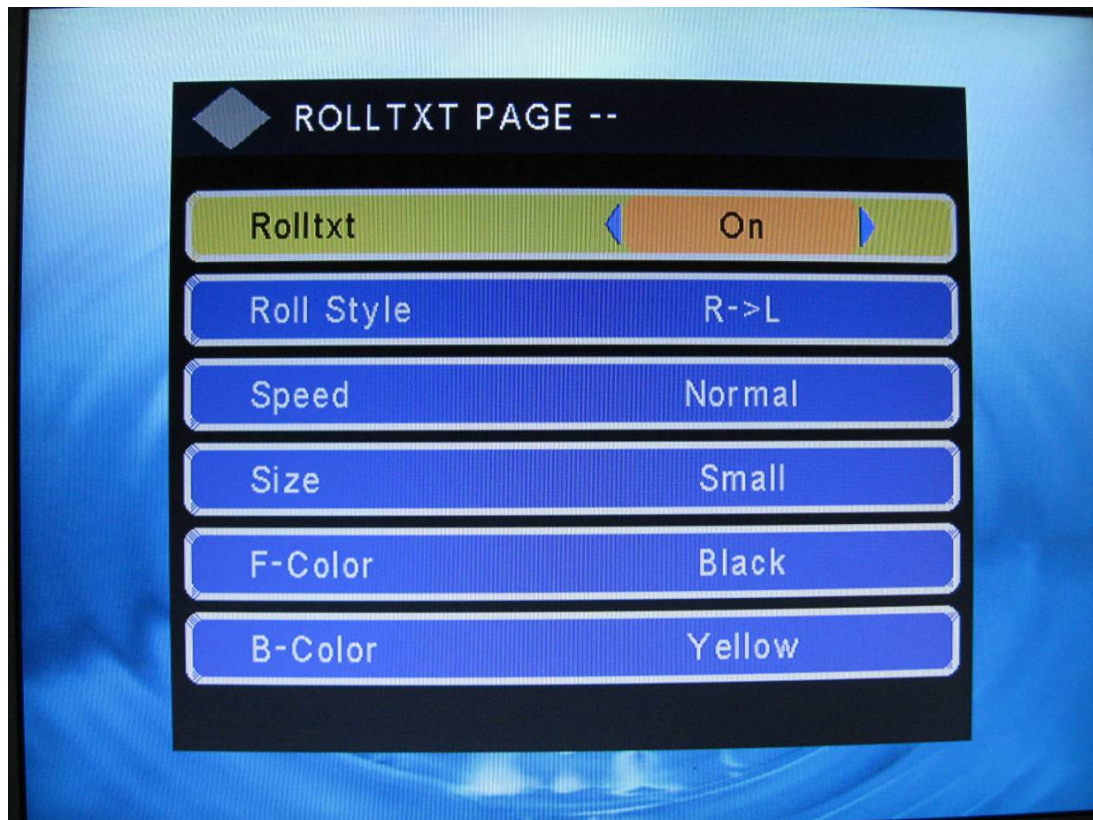 ROLLTXT PAGE --
Rolltxt On
Roll Style R->L
Speed Normal
Size Small
F-Color Black
B-Color Yellow